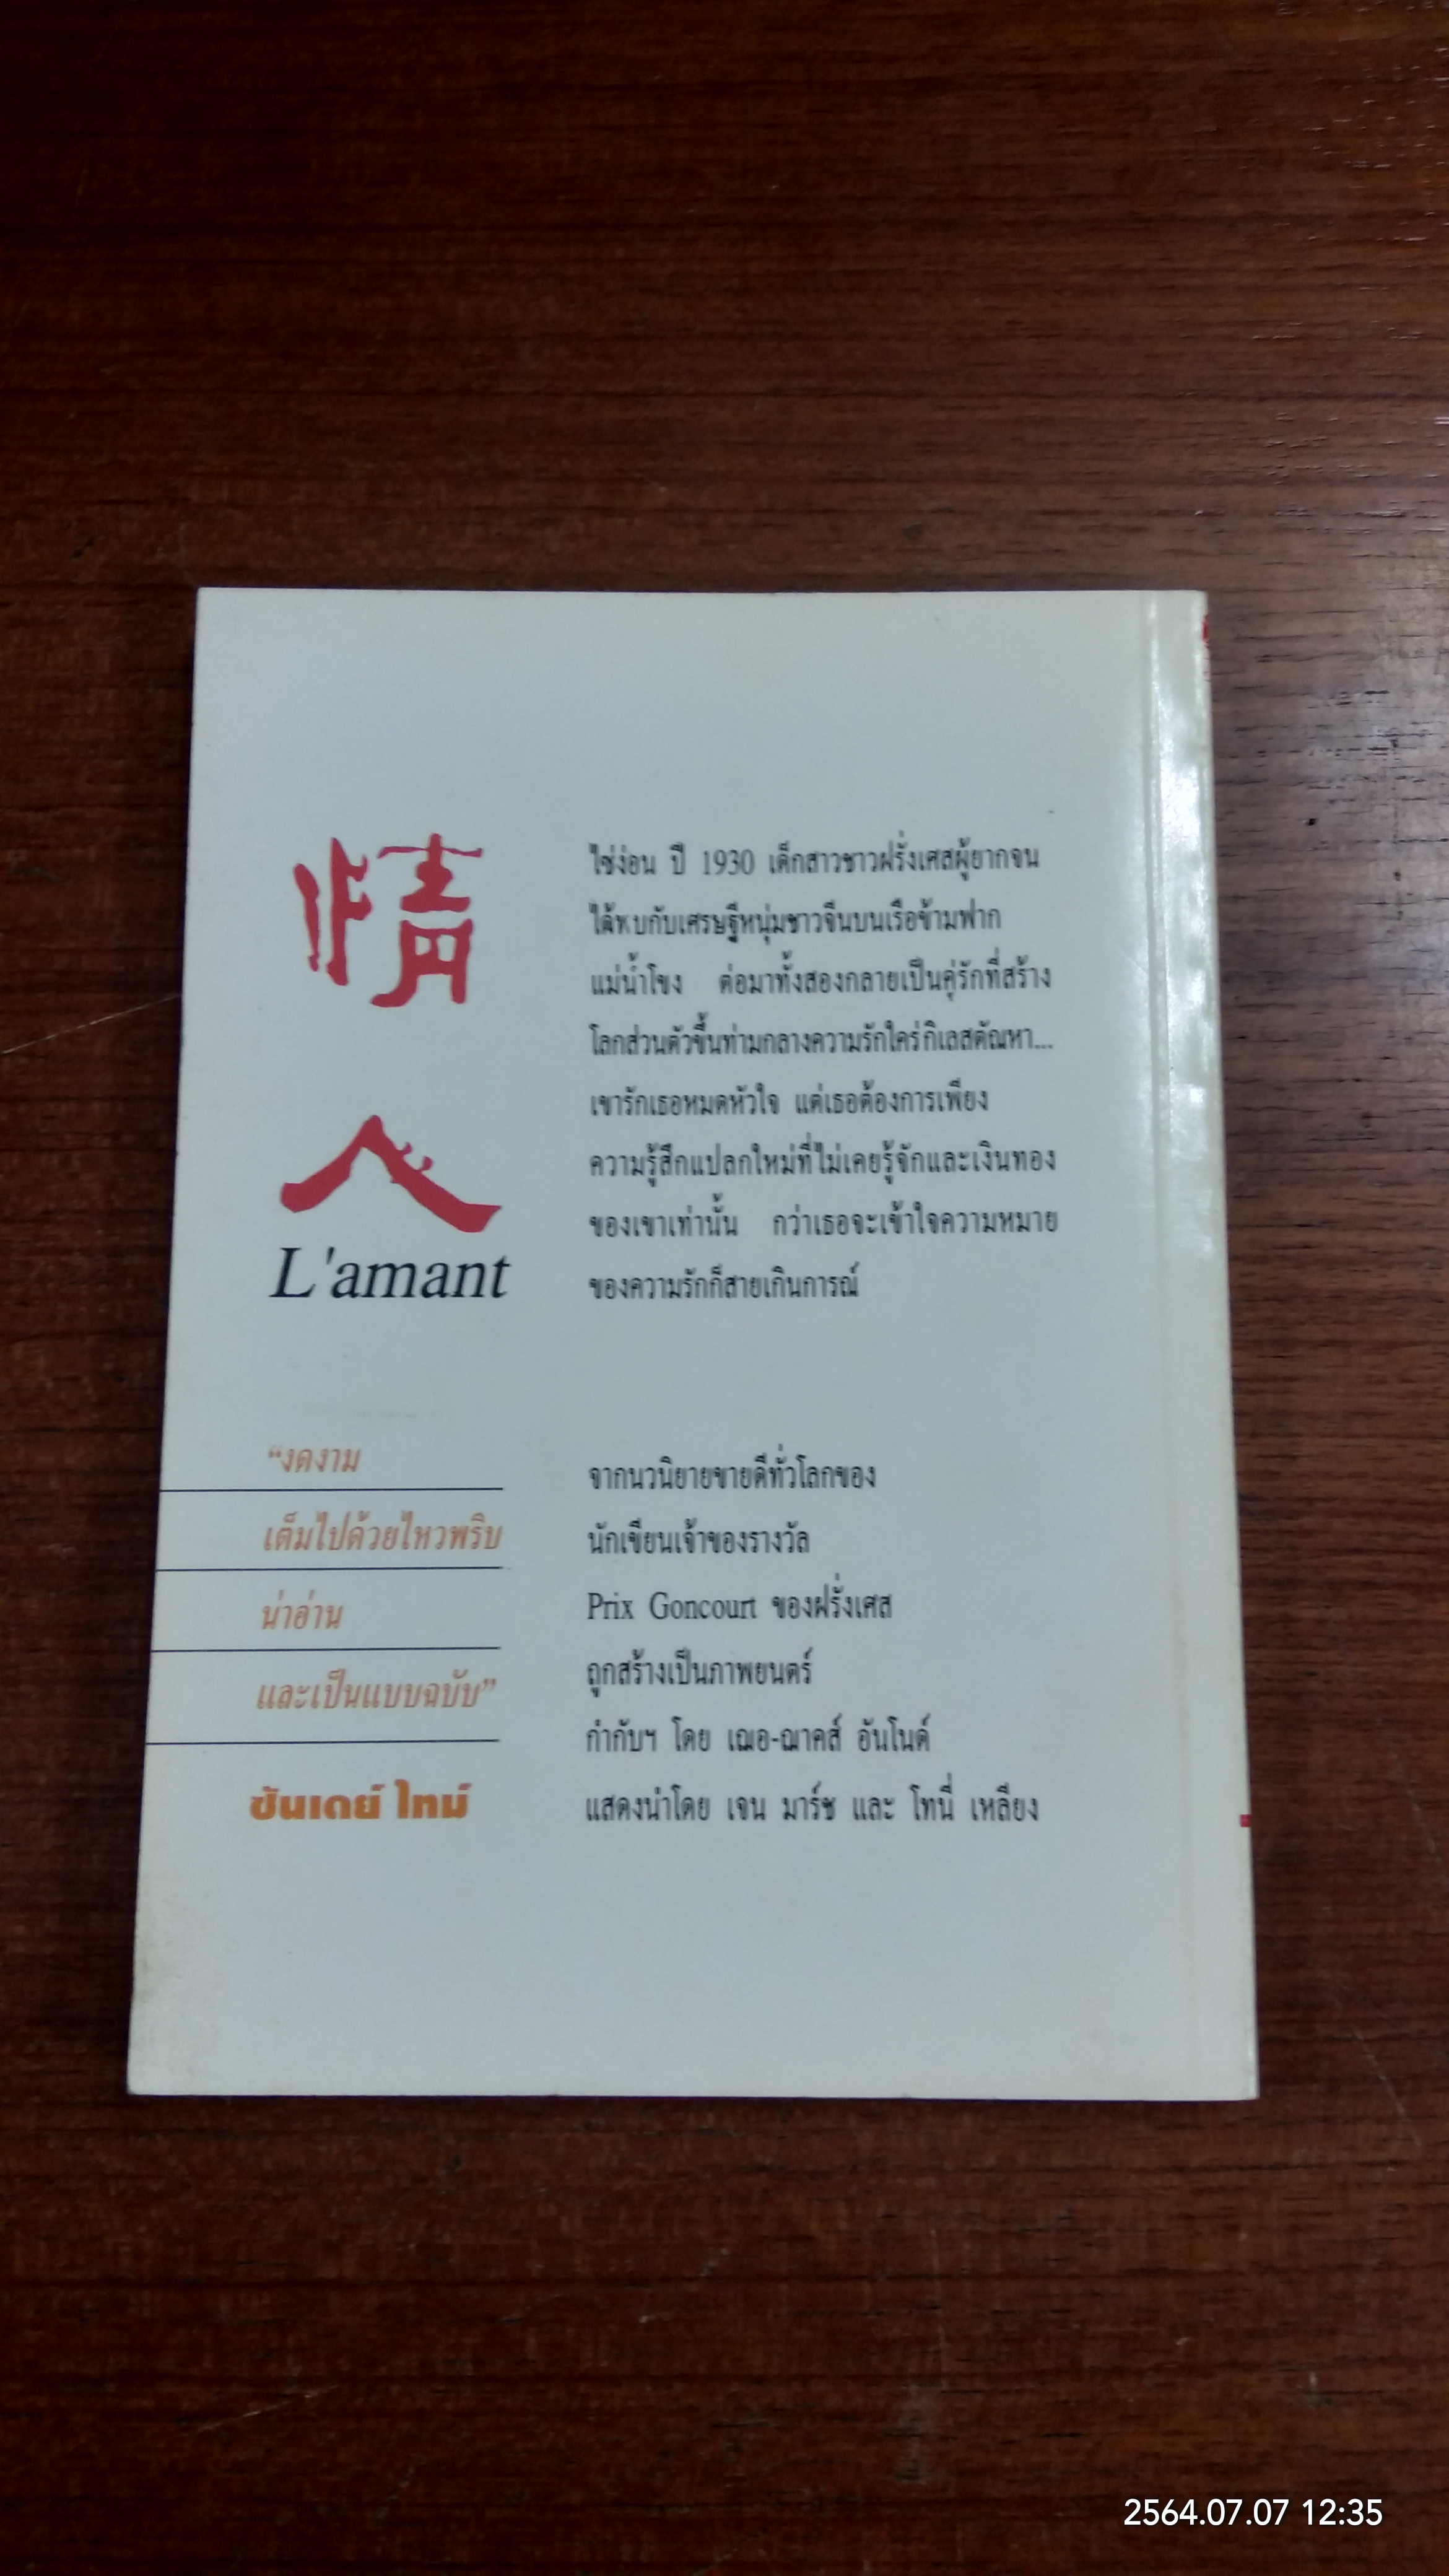 情
人
L'amant
ไซ่ง่อน ปี 1930 เด็กสาวชาวฝรั่งเศสผู้ยากจน
ได้พบกับเศรษฐีหนุ่มชาวจีนบนเรือข้ามฟาก
แม่น้ำโขง ต่อมาทั้งสองกลายเป็นคู่รักที่สร้าง
โลกส่วนตัวขึ้นท่ามกลางความรักใคร่กิเลสตัณหา...
เขารักเธอหมดหัวใจ แต่เธอต้องการเพียง
ความรู้สึกแปลกใหม่ที่ไม่เคยรู้จักและเงินทอง
ของเขาเท่านั้น กว่าเธอจะเข้าใจความหมาย
ของความรักก็สายเกินการณ์
“งดงาม
เต็มไปด้วยไหวพริบ
น่าอ่าน
และเป็นแบบฉบับ”
ซันเดย์ ไทม์
จากนวนิยายขายดีทั่วโลกของ
นักเขียนเจ้าของรางวัล
Prix Goncourt ของฝรั่งเศส
ถูกสร้างเป็นภาพยนตร์
กำกับฯ โดย เฌอ-ฌาคส์ อันโนด์
แสดงนำโดย เจน มาร์ช และ โทนี่ เหลียง
2564.07.07 12:35